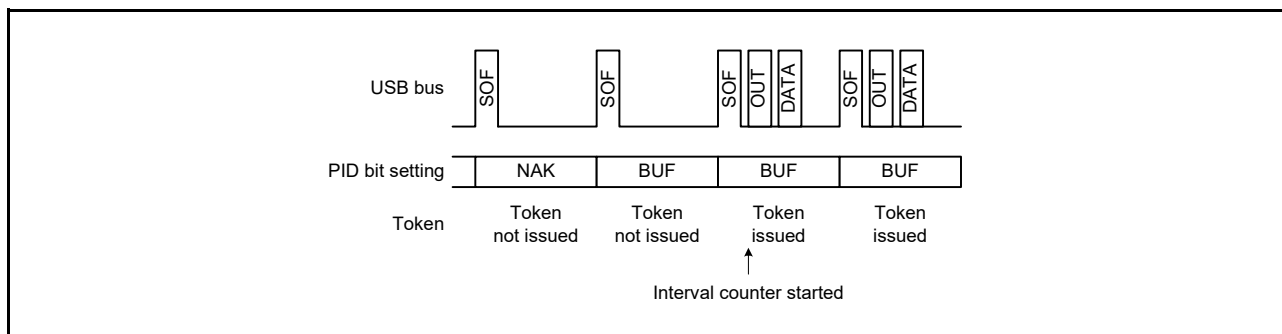 USB bus
SOF
SOF
SOF OUT DATA
SOF OUT DATA
PID bit setting NAK BUF BUF BUF
Token
Token not issued
Token not issued
Token issued
Token issued
Interval counter started